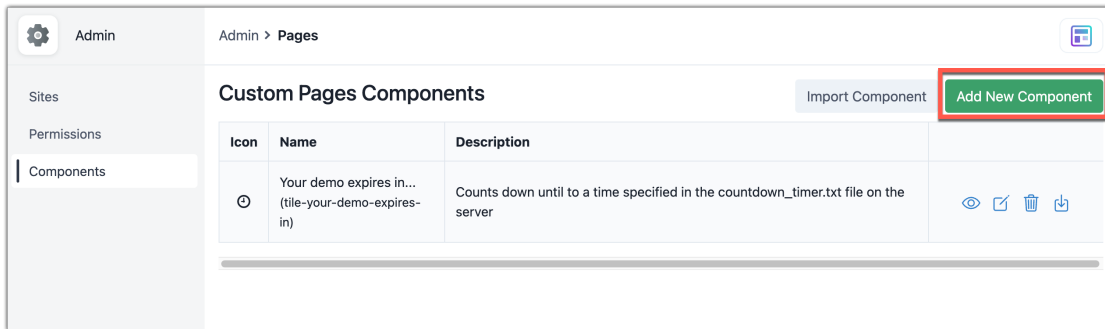 Admin
Admin > Pages
Sites
Permissions
Components
Custom Pages Components
Import Component
Add New Component
Icon Name Description
Your demo expires in...
(tile-your-demo-expires-
in)
Counts down until to a time specified in the countdown_timer.txt file on the
server